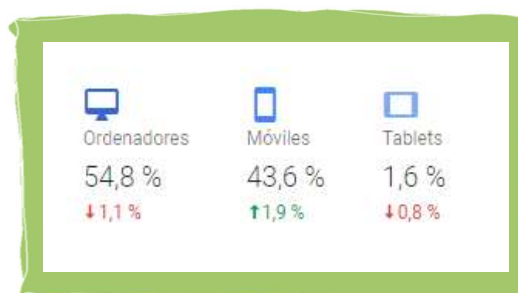 Ordenadores Móviles Tablets
54,8 % 43,6 % 1,6 %
↓1,1 % ↑1,9 % ↓0,8 %